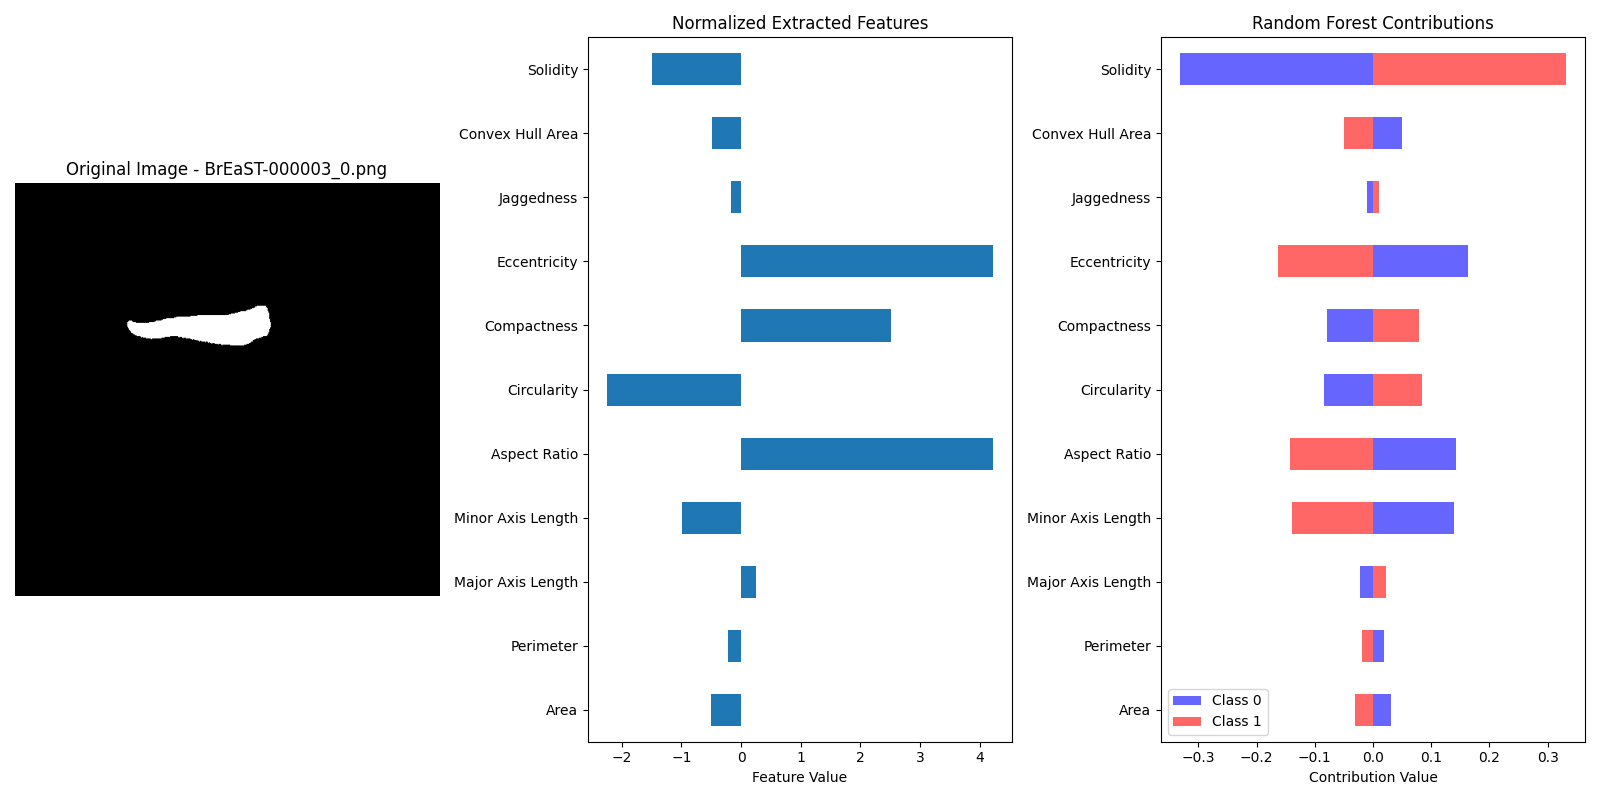 Original Image - BrEaST-000003_0.png
Normalized Extracted Features
Solidity
Convex Hull Area
Jaggedness
Eccentricity
Compactness
Circularity
Aspect Ratio
Minor Axis Length
Major Axis Length
Perimeter
Area
−2 −1 0 1 2 3 4
Feature Value
Random Forest Contributions
Solidity
Convex Hull Area
Jaggedness
Eccentricity
Compactness
Circularity
Aspect Ratio
Minor Axis Length
Major Axis Length
Perimeter
Area
Class 0
Class 1
−0.3 −0.2 −0.1 0.0 0.1 0.2 0.3
Contribution Value